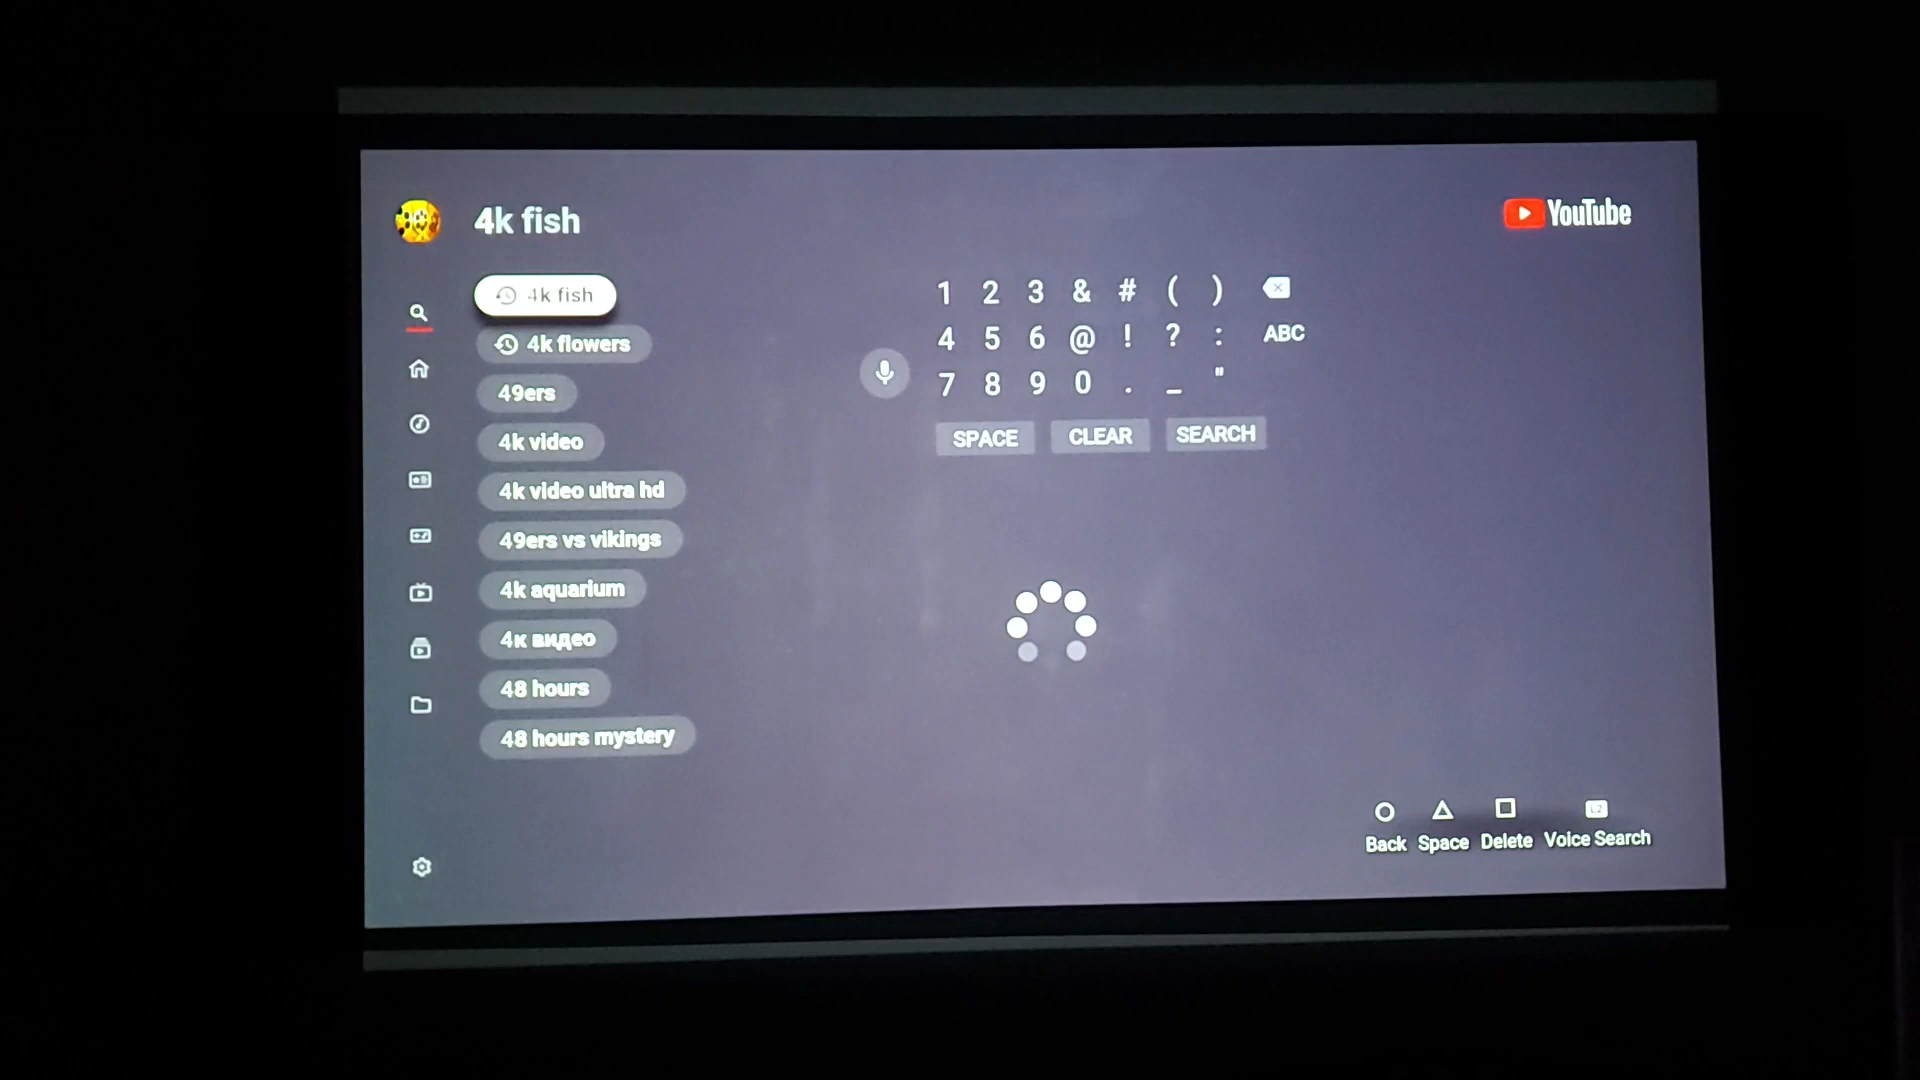 4k fish
YouTube
4k fish
4k flowers
49ers
4k video
4k video ultra hd
49ers vs vikings
4k aquarium
4к видео
48 hours
48 hours mystery
1 2 3 & # ( )
4 5 6 @ ! ? : ABC
7 8 9 0 . _ "
SPACE CLEAR SEARCH
L2
Back Space Delete Voice Search